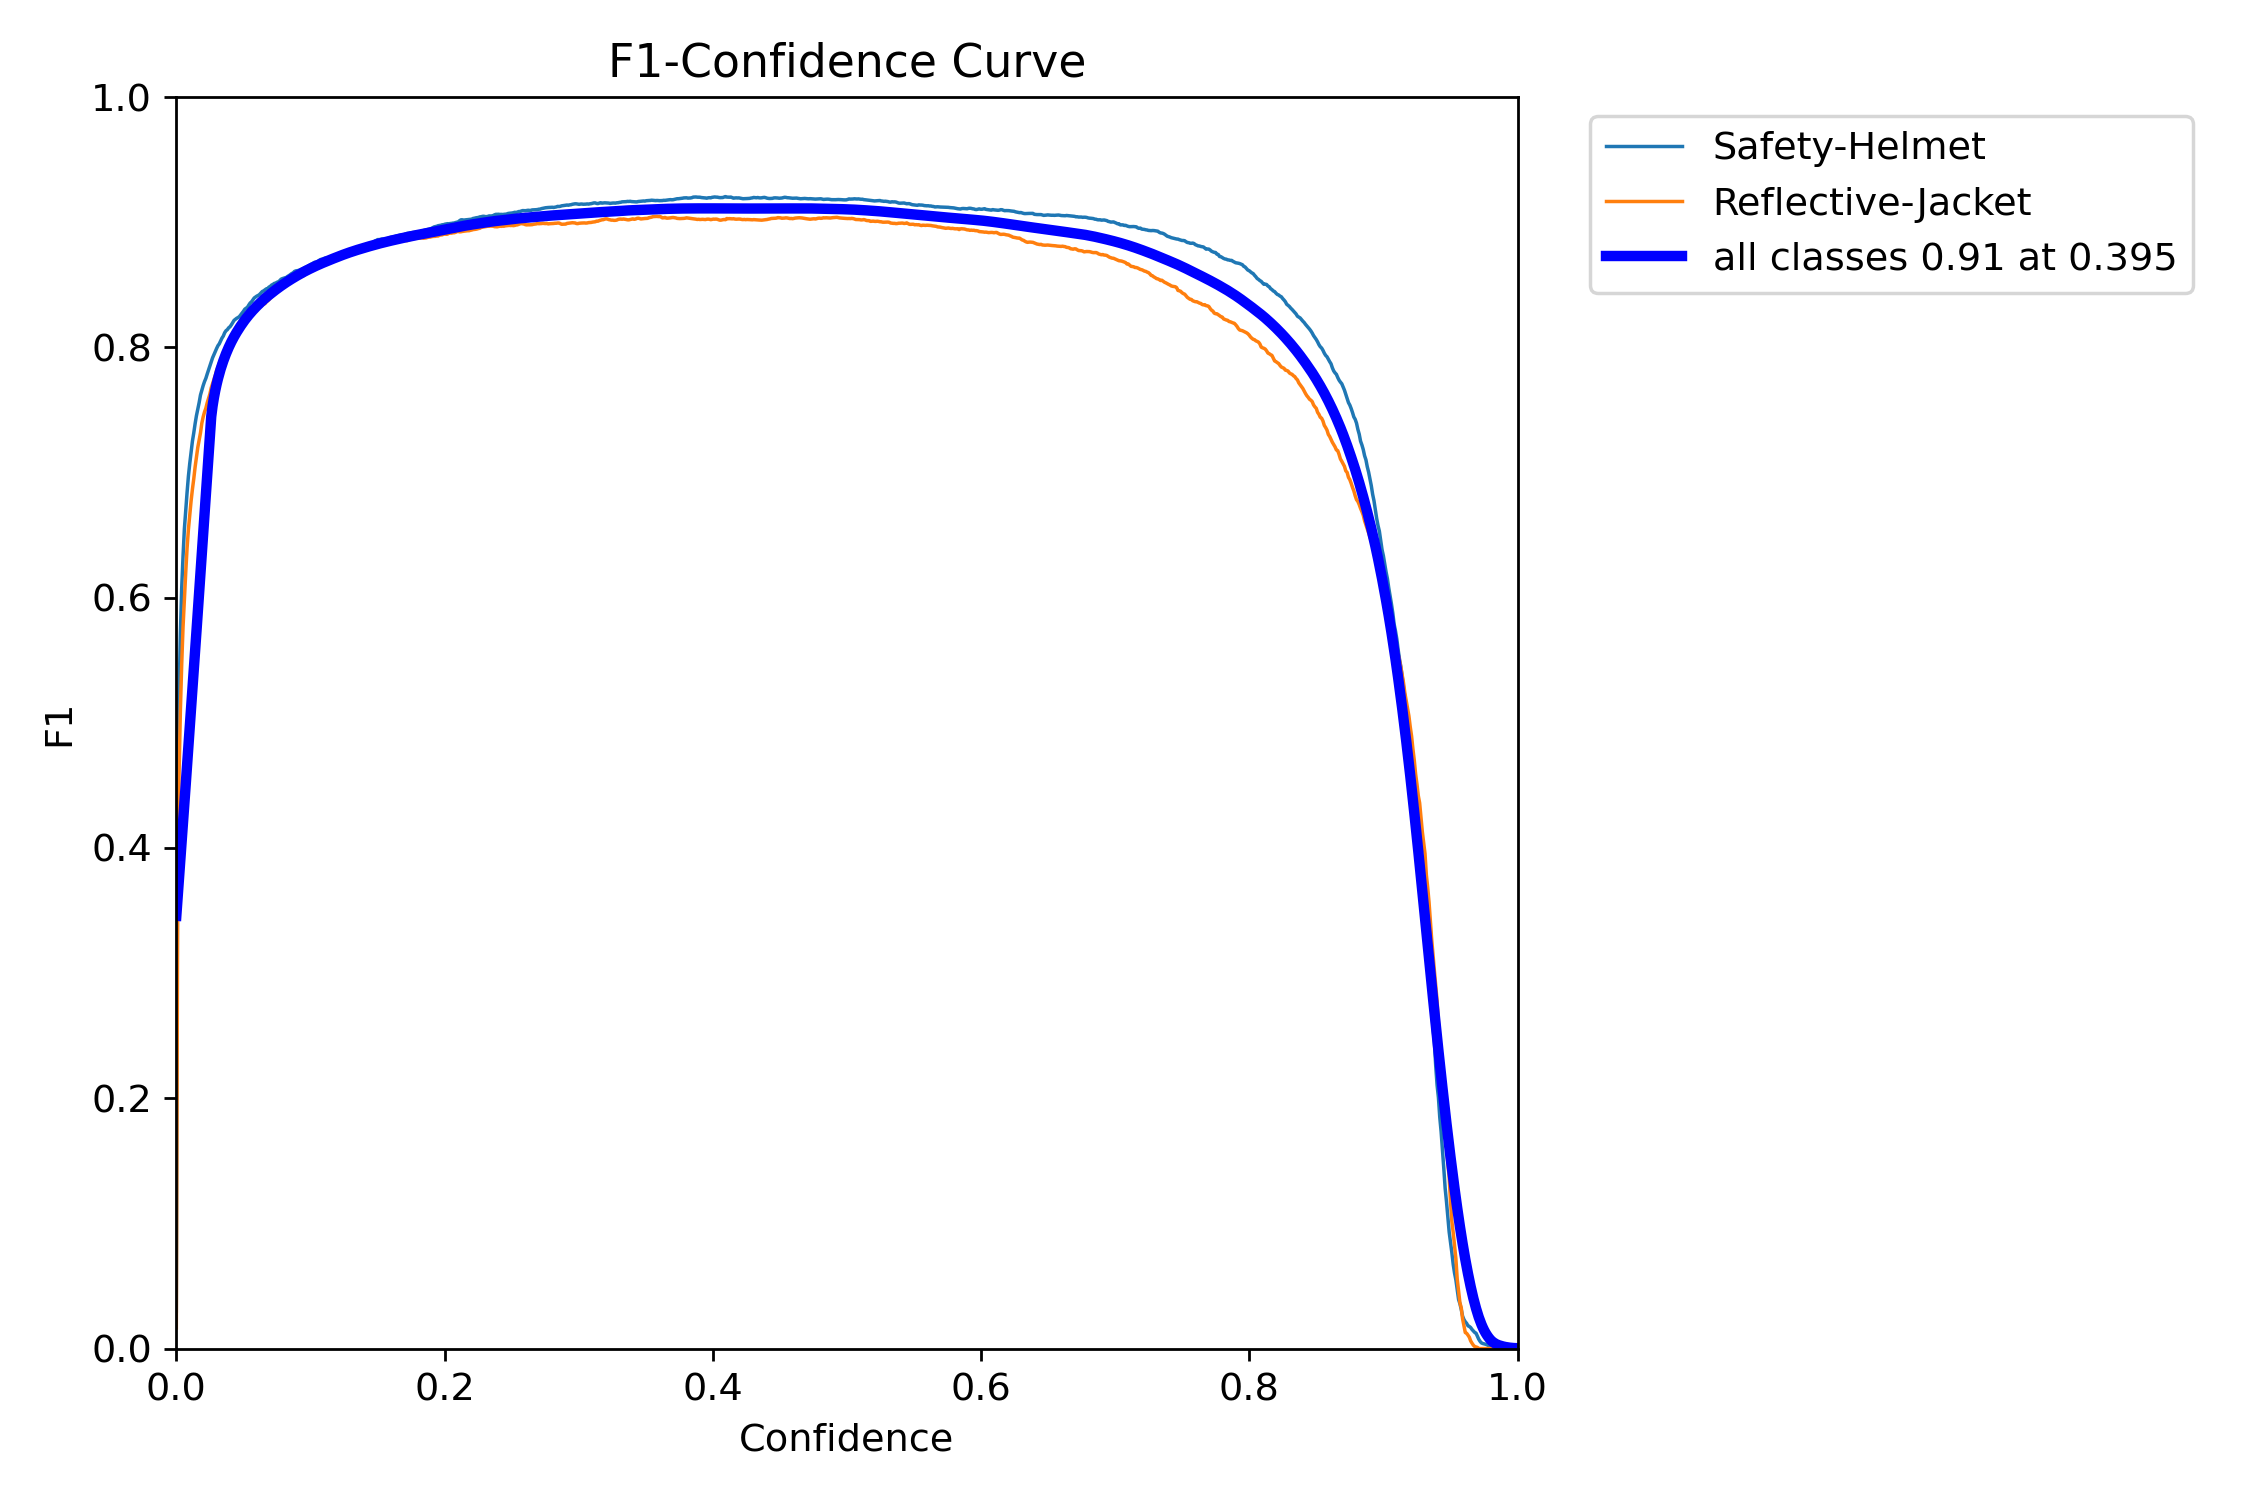 F1-Confidence Curve
1.0
0.8
0.6
0.4
0.2
0.0
F1
0.0 0.2 0.4 0.6 0.8 1.0
Confidence
Safety-Helmet
Reflective-Jacket
all classes 0.91 at 0.395